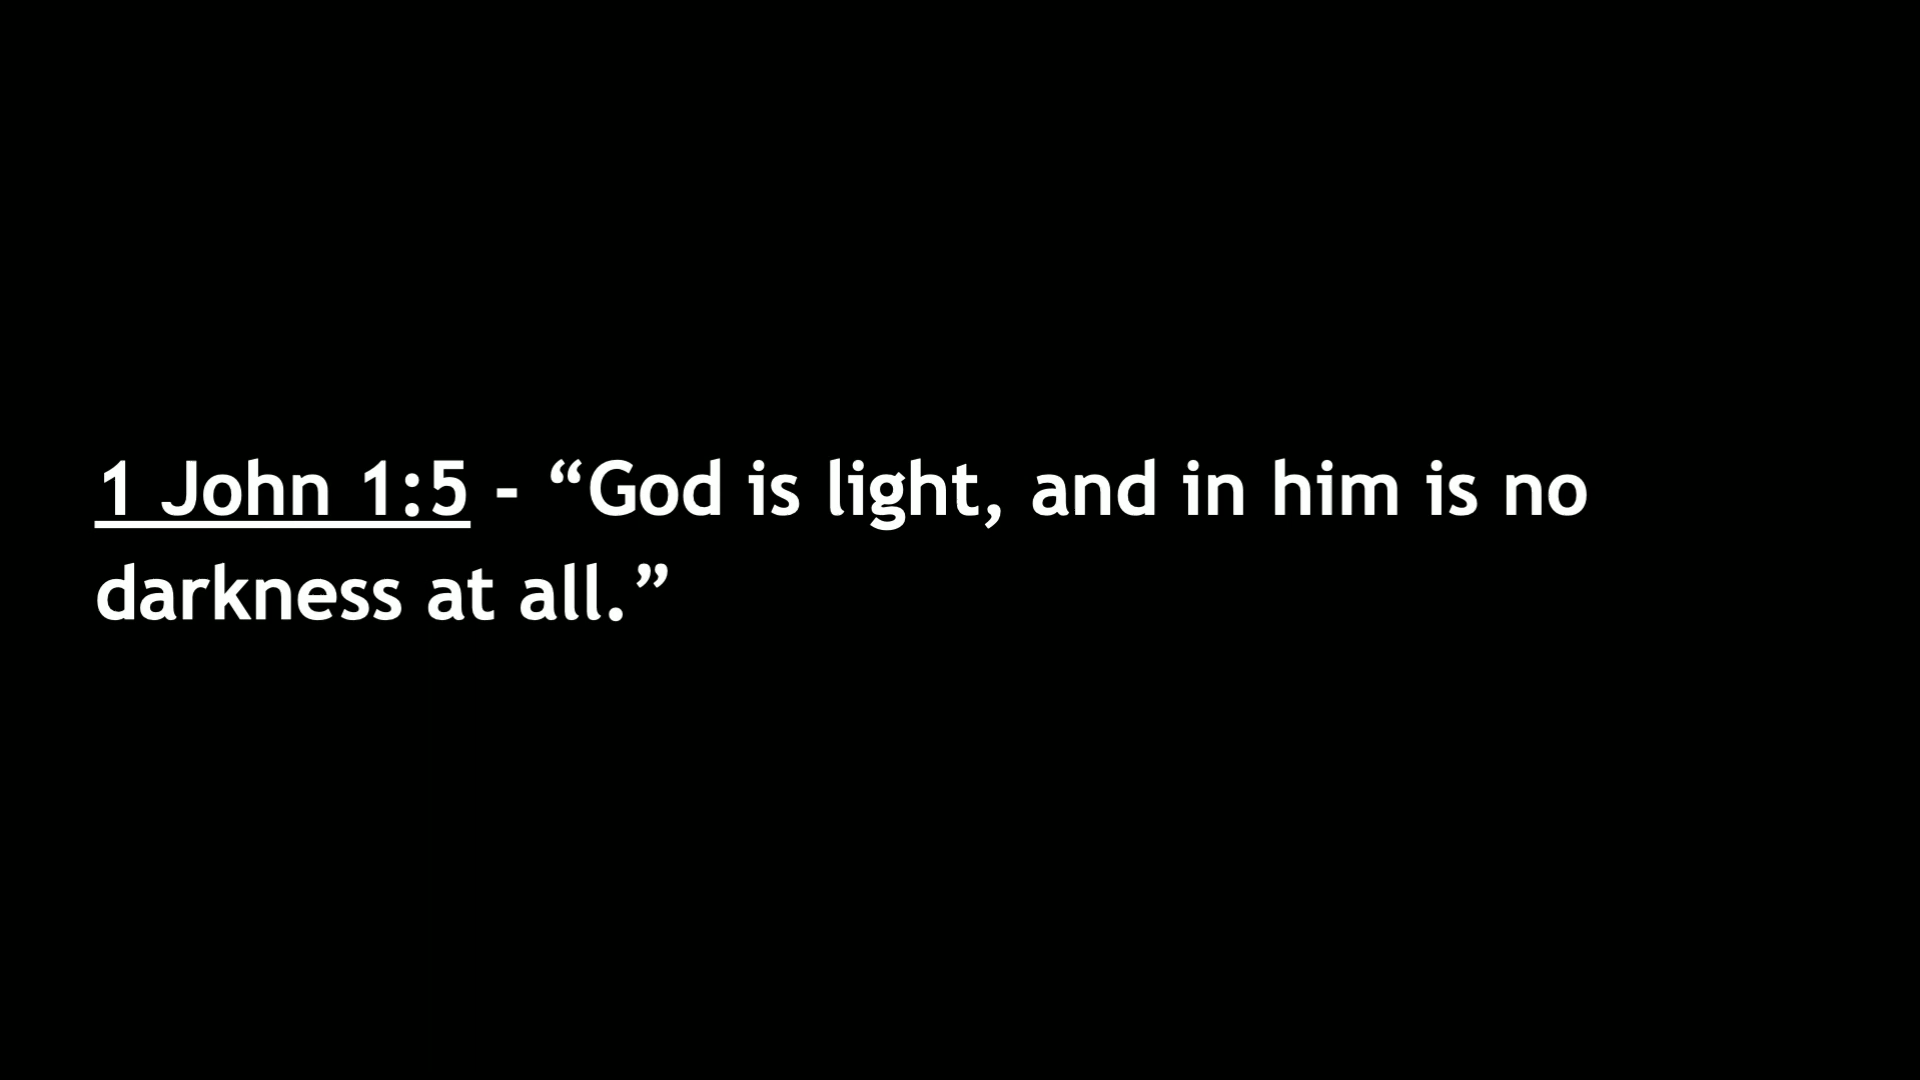 1 John 1:5 - “God is light, and in him is no
darkness at all.”